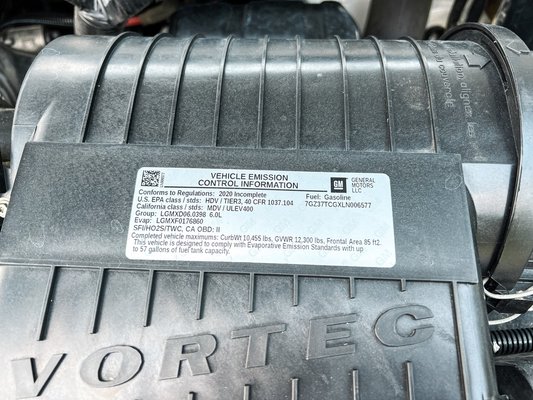 VEHICLE EMISSION
CONTROL INFORMATION
GM
GENERAL
MOTORS
LLC
Conforms to Regulations: 2020 Incomplete
Fuel: Gasoline
U.S. EPA class / stds: HDV / TIER3, 40 CFR 1037.104
7GZ37TCGXLN006577
California class / stds: MDV / ULEV400
Group: LGMXD06.0398 6.0L
Evap: LGMXF0176860
SFI/HO2S/TWC, CA OBD: II
Completed vehicle maximums: CurbWt 10,455 lbs, GVWR 12,300 lbs, Frontal Area 85 ft2.
This vehicle is designed to comply with Evaporative Emission Standards with up
to 57 gallons of fuel tank capacity.
VORTEC